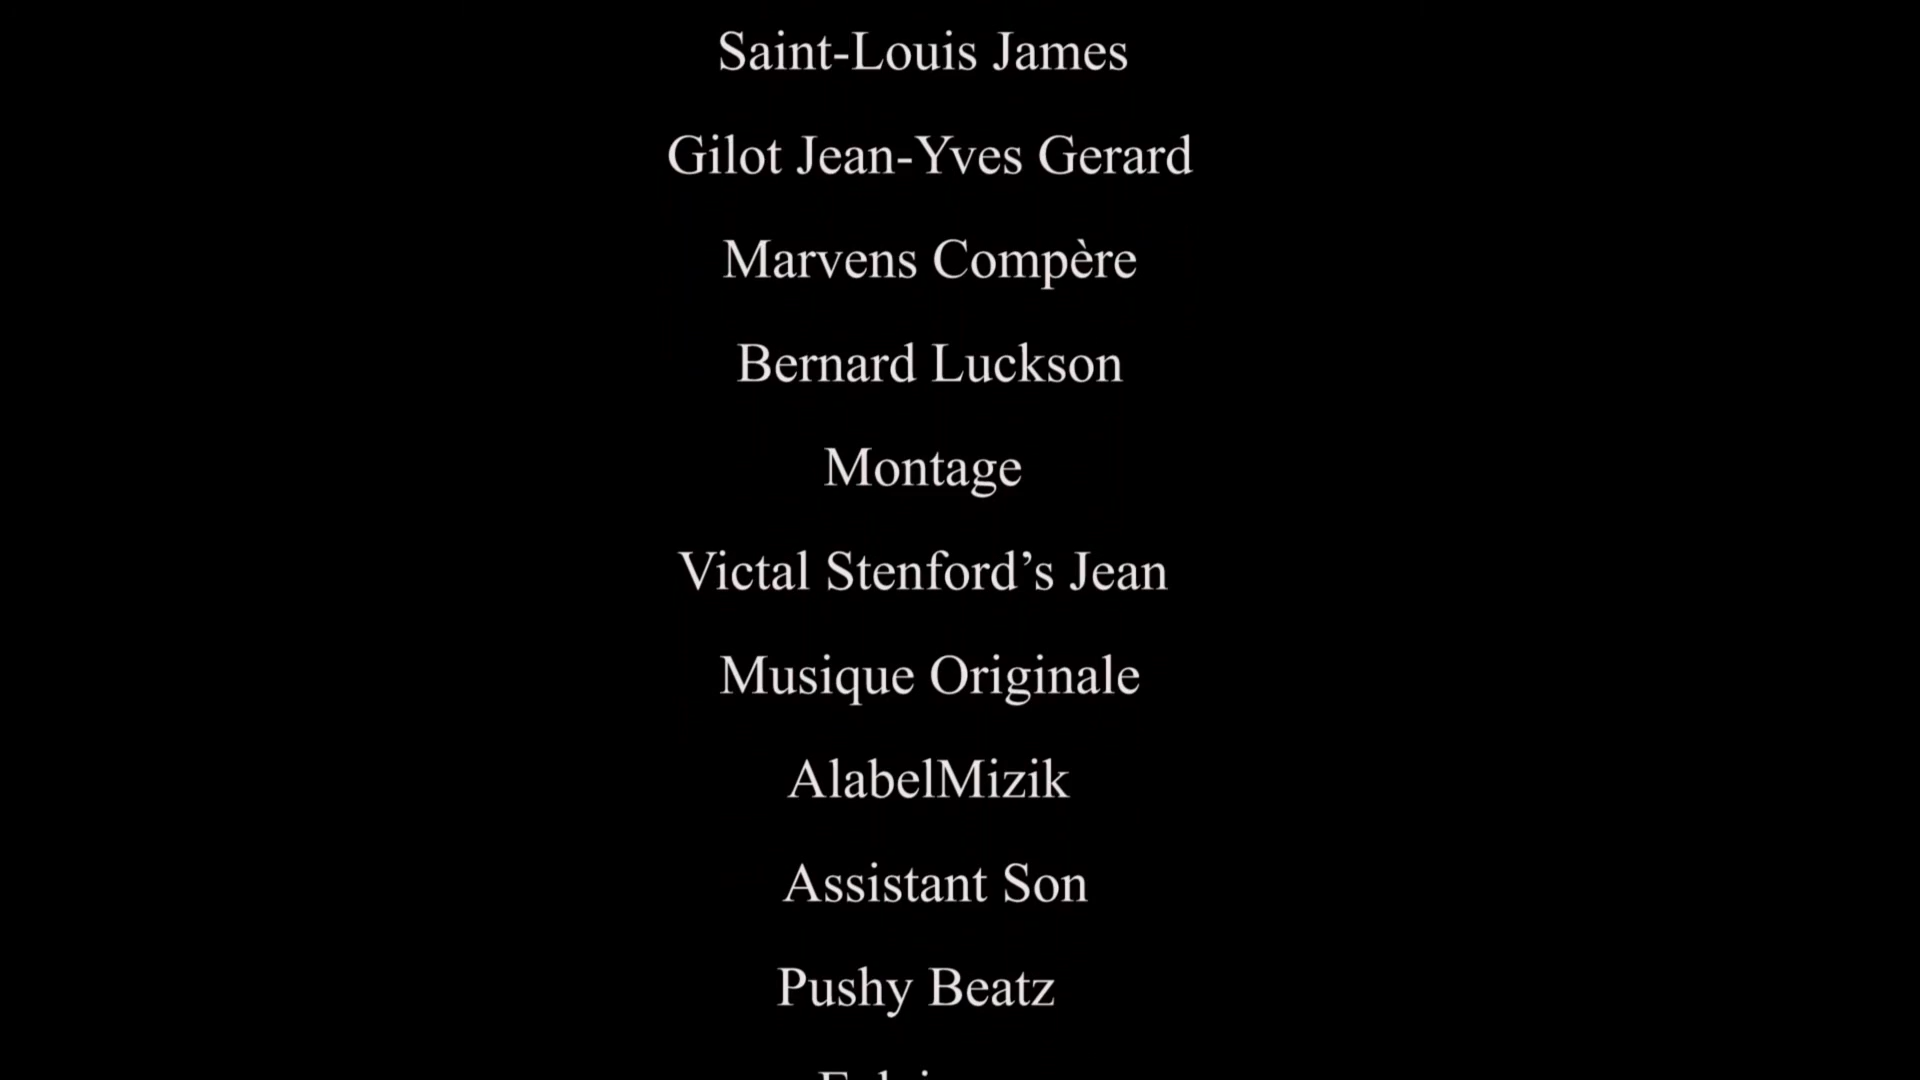 Saint-Louis James
Gilot Jean-Yves Gerard
Marvens Compère
Bernard Luckson
Montage
Victal Stenford’s Jean
Musique Originale
AlabelMizik
Assistant Son
Pushy Beatz